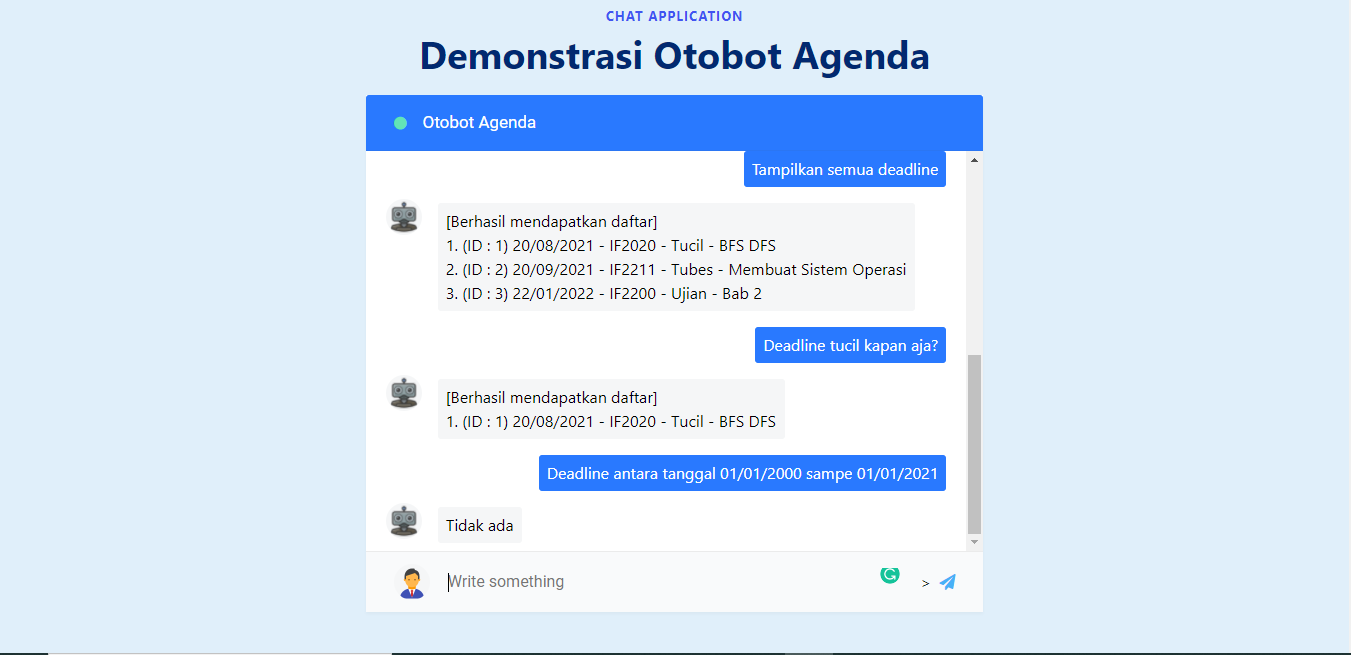 CHAT APPLICATION
Demonstrasi Otobot Agenda
Otobot Agenda
Tampilkan semua deadline
[Berhasil mendapatkan daftar]
1. (ID : 1) 20/08/2021 - IF2020 - Tucil - BFS DFS
2. (ID : 2) 20/09/2021 - IF2211 - Tubes - Membuat Sistem Operasi
3. (ID : 3) 22/01/2022 - IF2200 - Ujian - Bab 2
Deadline tucil kapan aja?
[Berhasil mendapatkan daftar]
1. (ID : 1) 20/08/2021 - IF2020 - Tucil - BFS DFS
Deadline antara tanggal 01/01/2000 sampe 01/01/2021
Tidak ada
Write something
>